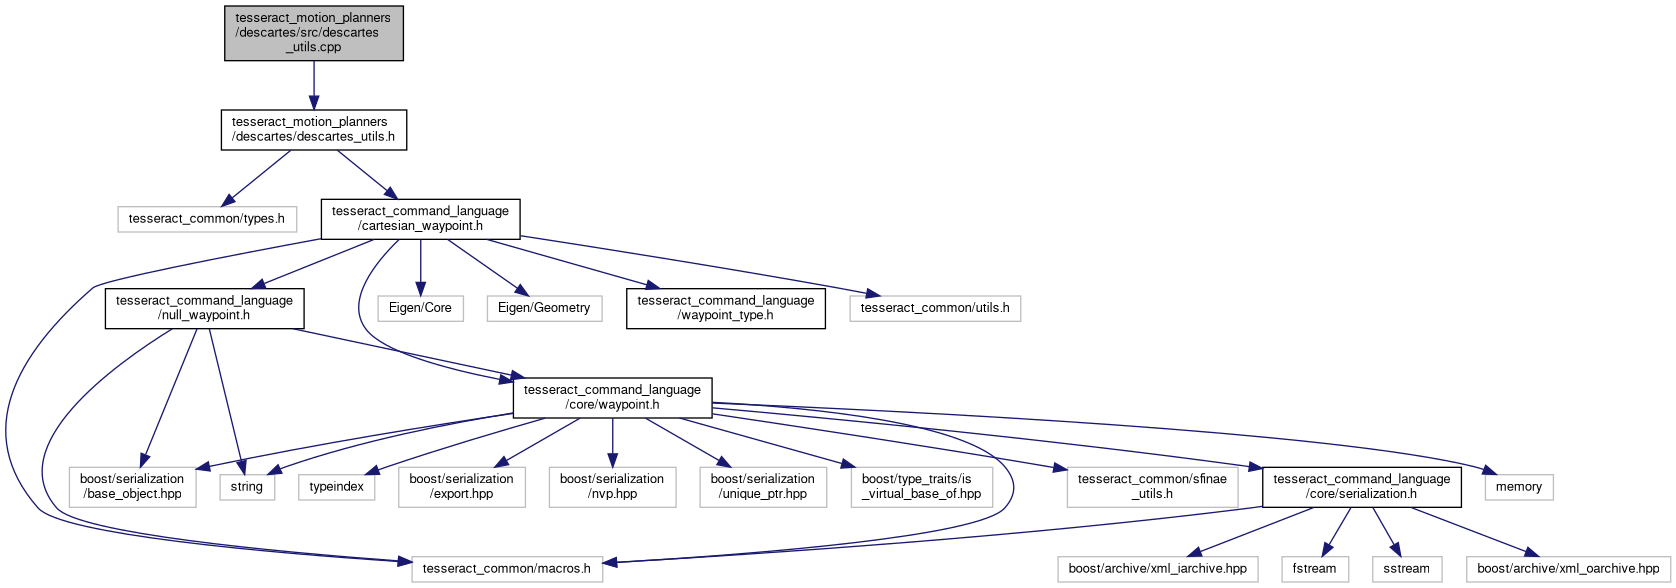 tesseract_motion_planners
/descartes/src/descartes
_utils.cpp
tesseract_motion_planners
/descartes/descartes_utils.h
tesseract_common/types.h
tesseract_command_language
/cartesian_waypoint.h
tesseract_command_language
/null_waypoint.h
Eigen/Core
Eigen/Geometry
tesseract_command_language
/waypoint_type.h
tesseract_common/utils.h
tesseract_command_language
/core/waypoint.h
boost/serialization
/base_object.hpp
string
typeindex
boost/serialization
/export.hpp
boost/serialization
/nvp.hpp
boost/serialization
/unique_ptr.hpp
boost/type_traits/is
_virtual_base_of.hpp
tesseract_common/sfinae
_utils.h
tesseract_command_language
/core/serialization.h
memory
tesseract_common/macros.h
boost/archive/xml_iarchive.hpp
fstream
sstream
boost/archive/xml_oarchive.hpp